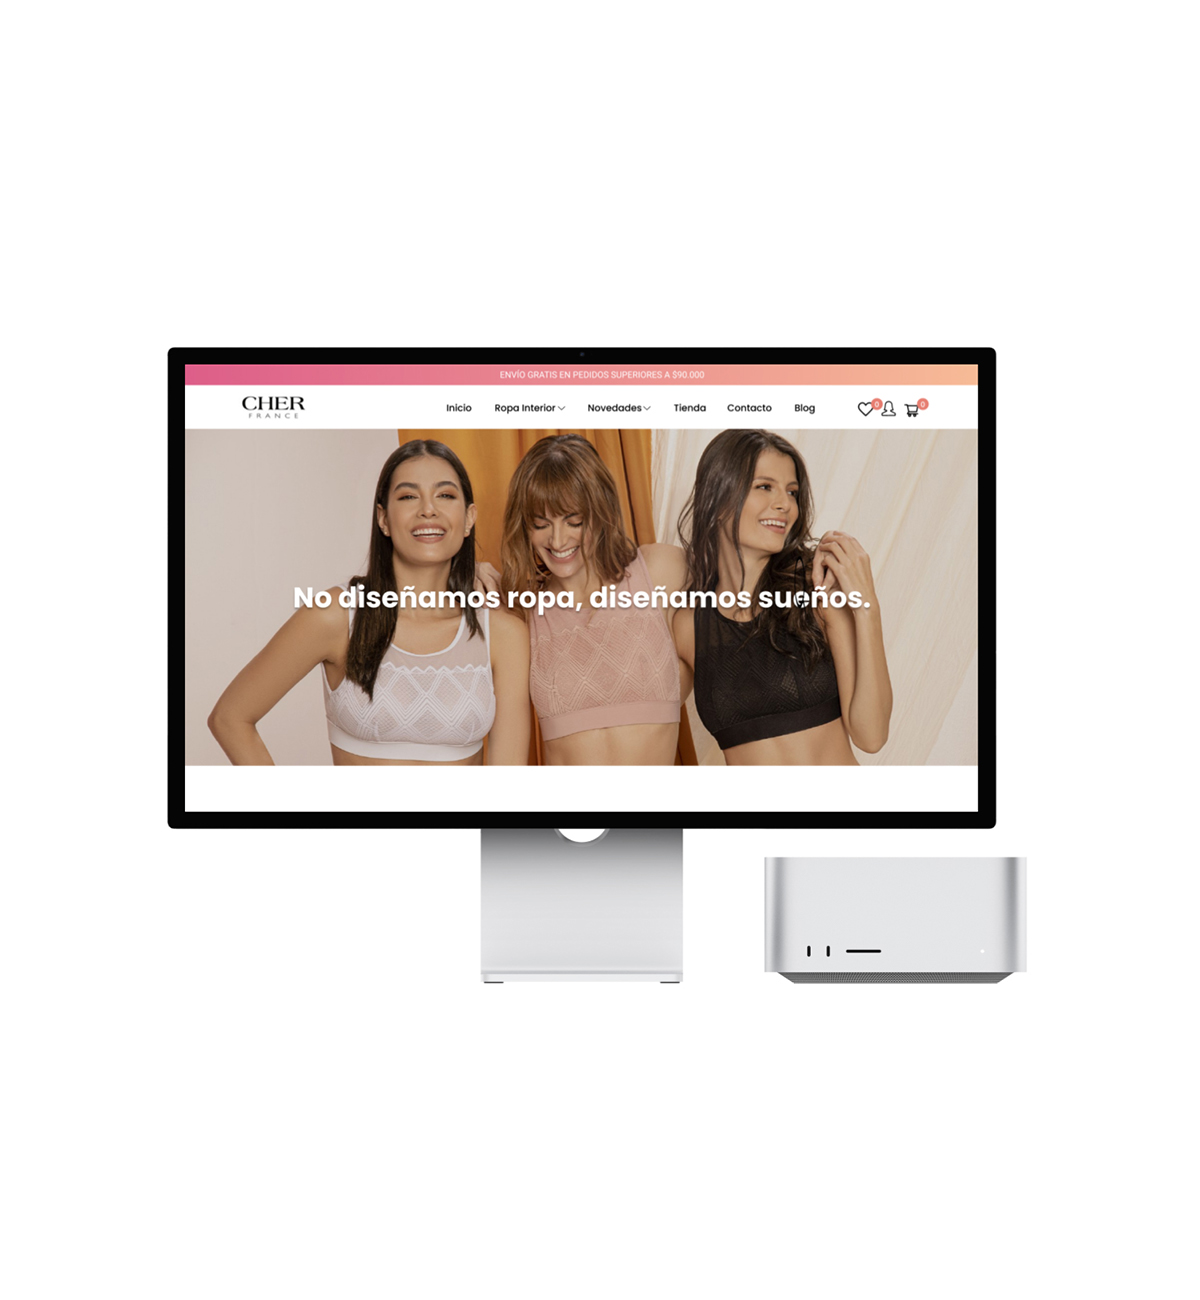 ENVÍO GRATIS EN PEDIDOS SUPERIORES A $90.000
CHER
FRANCE
Inicio Ropa Interior Novedades Tienda Contacto Blog
0 0
No diseñamos ropa, diseñamos sueños.